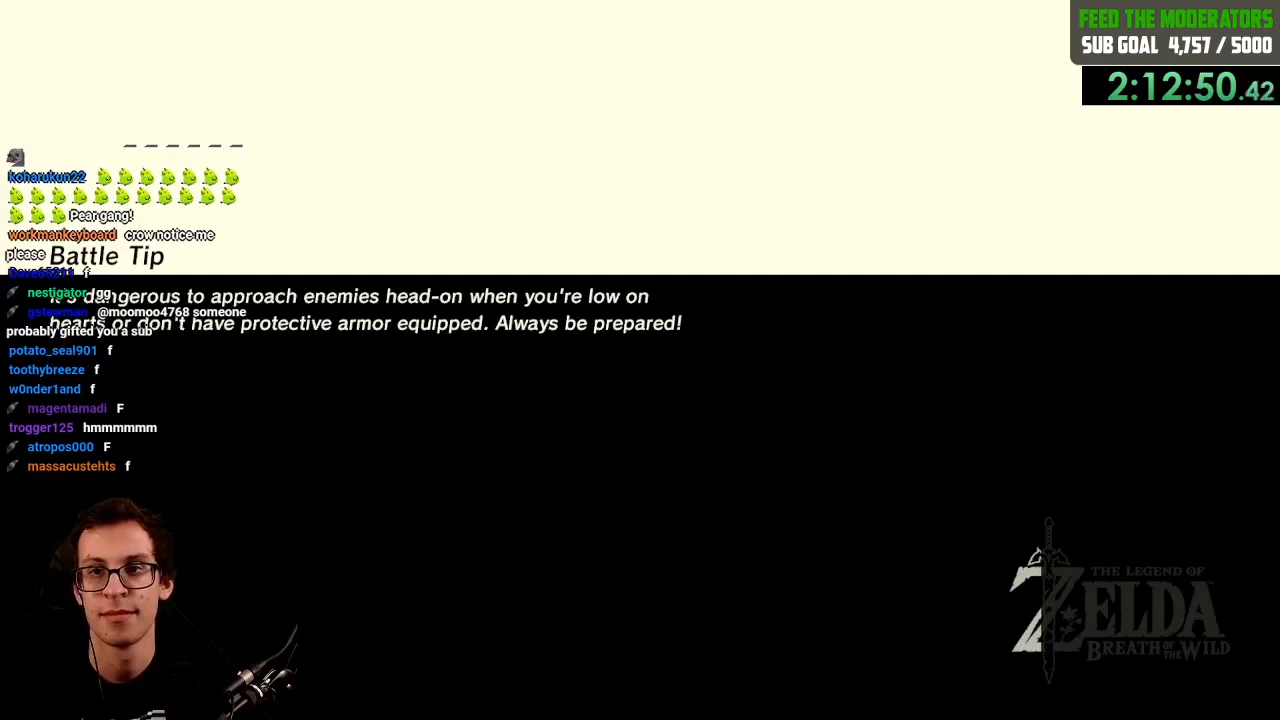 FEED THE MODERATORS
SUB GOAL 4,757 / 5000
2:12:50.42
koharukun22
Pear gang!
workmankeyboard crow notice me
please
Battle Tip
f
nestigator gg
It's dangerous to approach enemies head-on when you're low on
gstewman @moomoo4768 someone
hearts or don't have protective armor equipped. Always be prepared!
probably gifted you a sub
potato_seal901 f
toothybreeze f
w0nder1and f
magentamadi F
trogger125 hmmmmmm
atropos000 F
massacustehts f
THE LEGEND OF
ZELDA
BREATH OF THE WILD